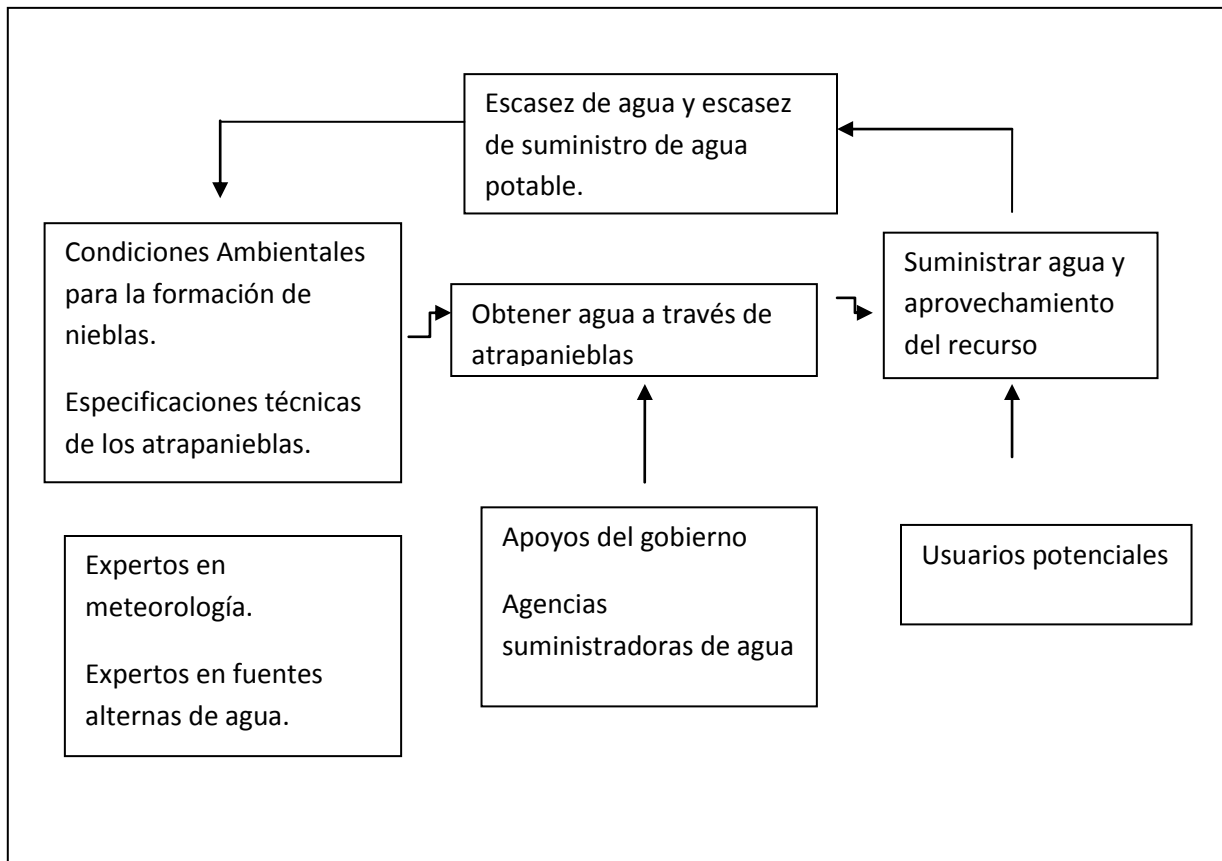 Escasez de agua y escasez
de suministro de agua
potable.
Condiciones Ambientales
para la formación de
nieblas.
Especificaciones técnicas
de los atrapanieblas.
Obtener agua a través de
atrapanieblas
Suministrar agua y
aprovechamiento
del recurso
Expertos en
meteorología.
Expertos en fuentes
alternas de agua.
Apoyos del gobierno
Agencias
suministradoras de agua
Usuarios potenciales